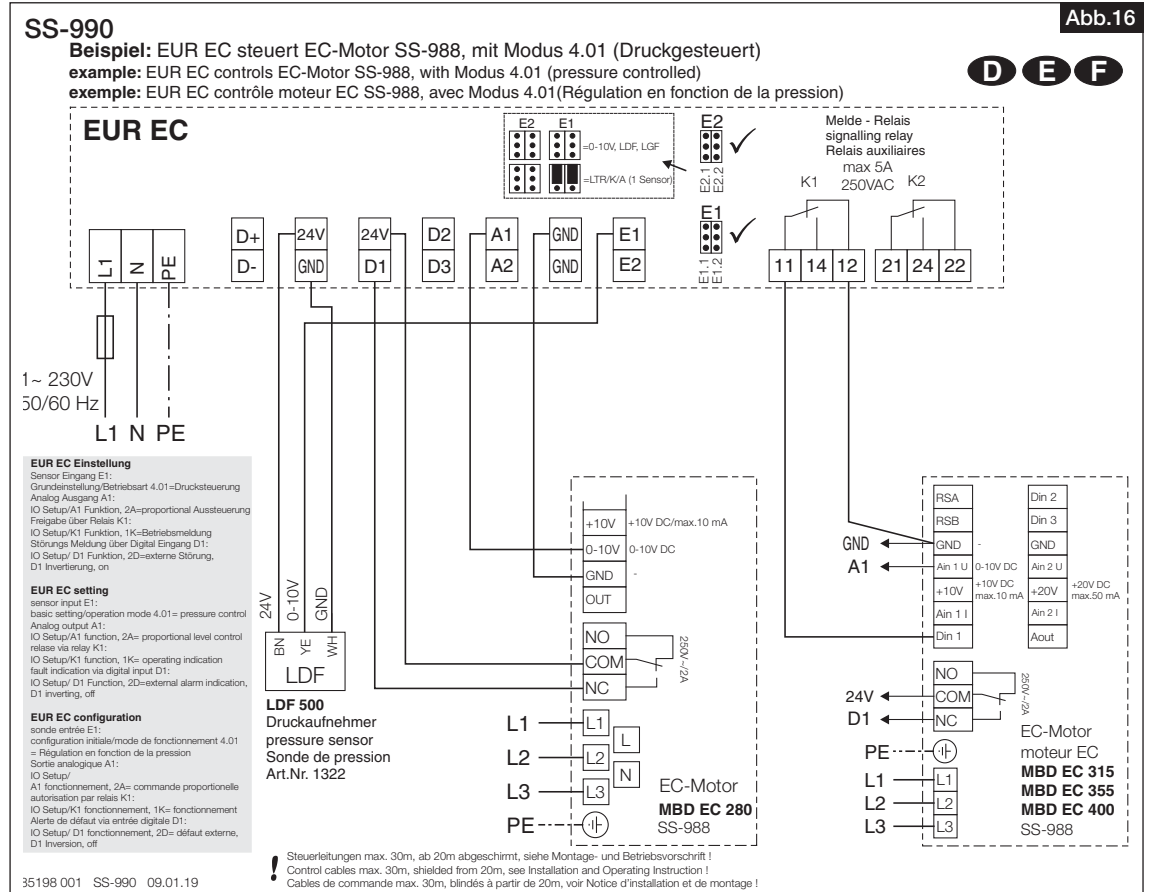 SS-990
Abb.16
Beispiel: EUR EC steuert EC-Motor SS-988, mit Modus 4.01 (Druckgesteuert)
example: EUR EC controls EC-Motor SS-988, with Modus 4.01 (pressure controlled)
exemple: EUR EC contrôle moteur EC SS-988, avec Modus 4.01(Régulation en fonction de la pression)
D E F
EUR EC
E2 E1
=0-10V, LDF, LGF
=LTR/K/A (1 Sensor)
E2
E2.1
E2.2
E1
E1.1
E1.2
Melde - Relais
signalling relay
Relais auxiliaires
max 5A
250VAC
K1 K2
L1 N PE
D+ 24V 24V D2 A1 GND E1
D- GND D1 D3 A2 GND E2
11 14 12 21 24 22
1~ 230V
50/60 Hz
L1 N PE
EUR EC Einstellung
Sensor Eingang E1:
Grundeinstellung/Betriebsart 4.01=Drucksteuerung
Analog Ausgang A1:
IO Setup/A1 Funktion, 2A=proportional Aussteuerung
Freigabe über Relais K1:
IO Setup/K1 Funktion, 1K=Betriebsmeldung
Störungs Meldung über Digital Eingang D1:
IO Setup/ D1 Funktion, 2D=externe Störung,
D1 Invertierung, on
EUR EC setting
sensor input E1:
basic setting/operation mode 4.01= pressure control
Analog output A1:
IO Setup/A1 function, 2A= proportional level control
relase via relay K1:
IO Setup/K1 function, 1K= operating indication
fault indication via digital input D1:
IO Setup/ D1 Function, 2D=external alarm indication,
D1 inverting, off
EUR EC configuration
sonde entrée E1:
configuration initiale/mode de fonctionnement 4.01
= Régulation en fonction de la pression
Sortie analogique A1:
IO Setup/
A1 fonctionnement, 2A= commande proportionelle
autorisation par relais K1:
IO Setup/K1 fonctionnement, 1K= fonctionnement
Alerte de défaut via entrée digitale D1:
IO Setup/ D1 fonctionnement, 2D= défaut externe,
D1 Inversion, off
24V
0-10V
GND
BN YE WH
LDF
LDF 500
Druckaufnehmer
pressure sensor
Sonde de pression
Art.Nr. 1322
+10V +10V DC/max.10 mA
0-10V 0-10V DC
GND -
OUT
NO
COM
NC
250V~/2A
L1 L1
L
L2 L2
N
L3 L3
PE
EC-Motor
MBD EC 280
SS-988
RSA Din 2
RSB Din 3
GND GND - GND
A1 Ain 1 U 0-10V DC Ain 2 U
+10V +10V DC max.10 mA +20V +20V DC max.50 mA
Ain 1 I Ain 2 I
Din 1 Aout
NO
24V COM
D1 NC
250V~/2A
PE
L1 L1
L2 L2
L3 L3
EC-Motor
moteur EC
MBD EC 315
MBD EC 355
MBD EC 400
SS-988
! Steuerleitungen max. 30m, ab 20m abgeschirmt, siehe Montage- und Betriebsvorschrift !
Control cables max. 30m, shielded from 20m, see Installation and Operating Instruction !
Cables de commande max. 30m, blindés à partir de 20m, voir Notice d'installation et de montage !
85198 001 SS-990 09.01.19